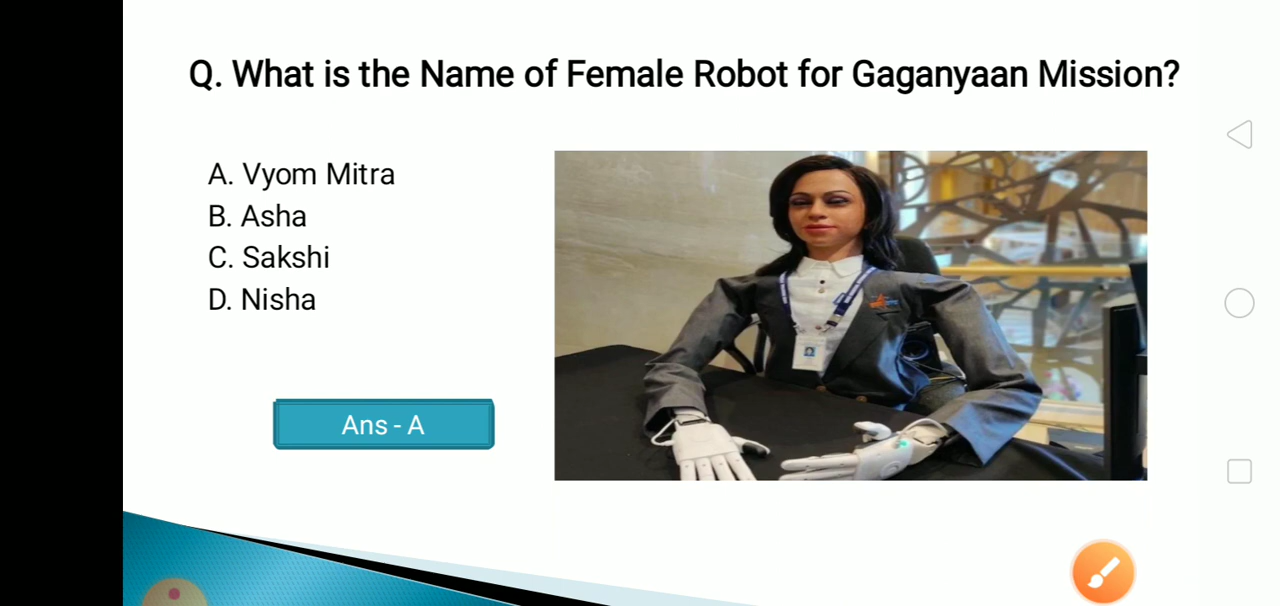 Q. What is the Name of Female Robot for Gaganyaan Mission?
A. Vyom Mitra
B. Asha
C. Sakshi
D. Nisha
Ans - A